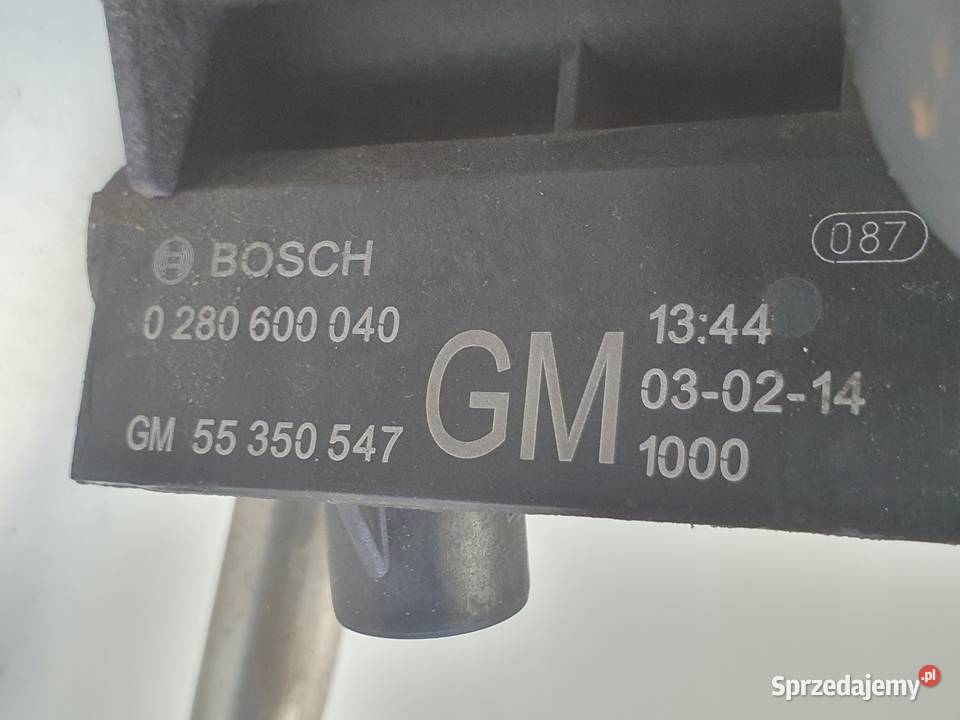 087
BOSCH
0 280 600 040
GM 55 350 547
GM
13:44
03-02-14
1000
Sprzedajemy.pl